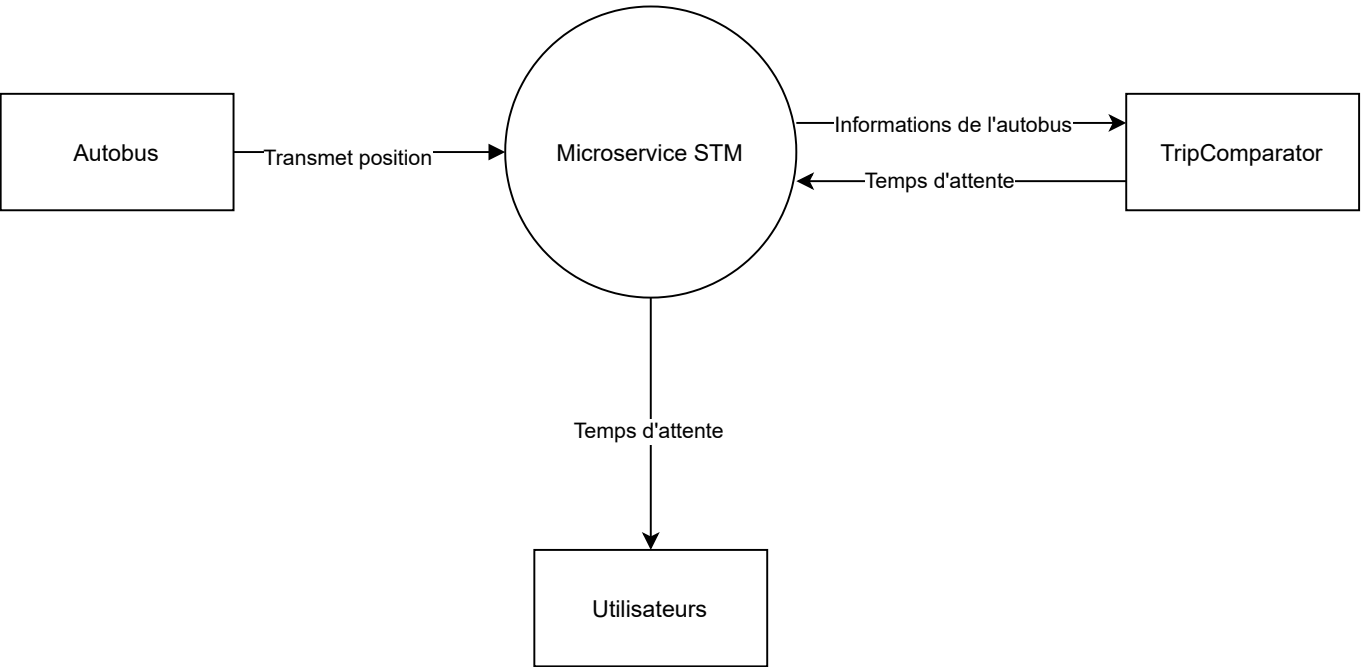 Autobus
Transmet position
Microservice STM
Informations de l'autobus
Temps d'attente
TripComparator
Temps d'attente
Utilisateurs